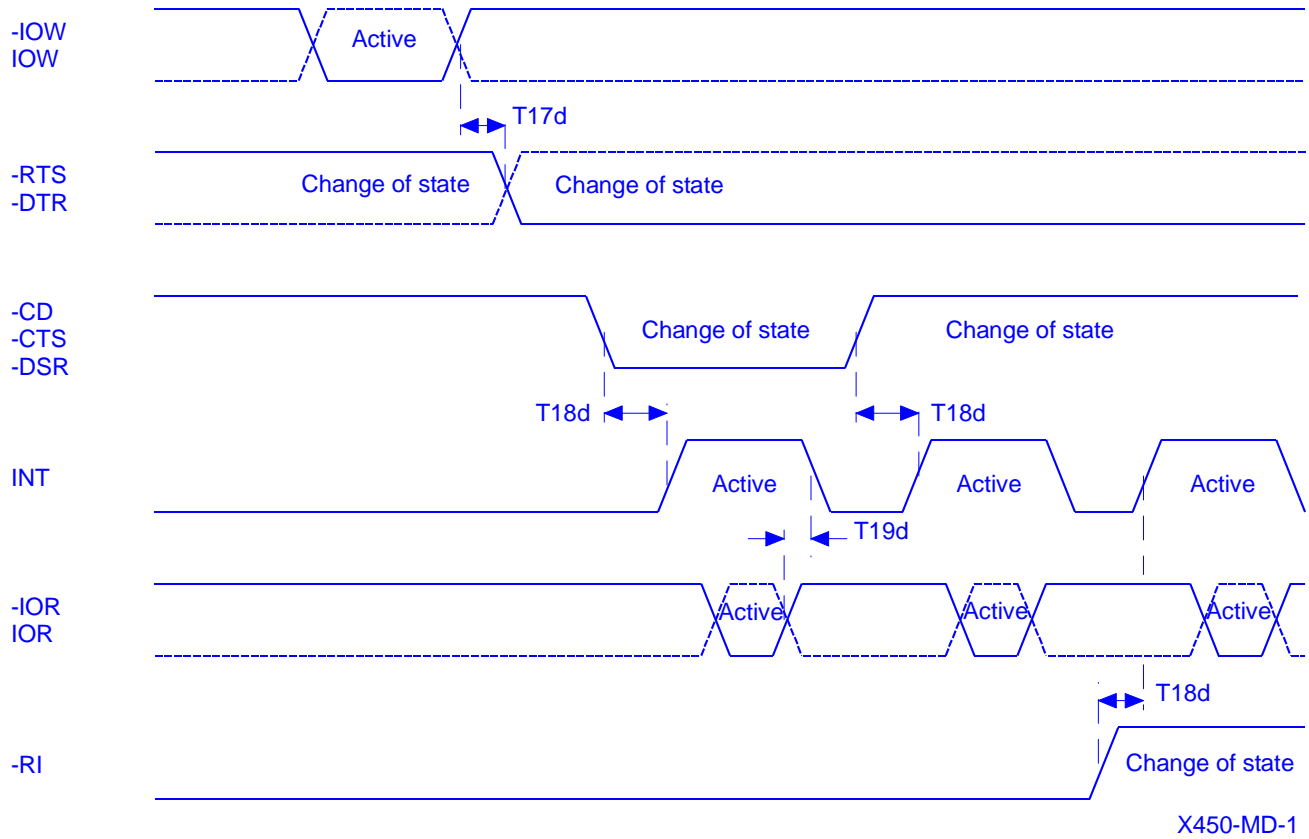 -IOW
IOW
Active
T17d
-RTS
-DTR
Change of state
Change of state
-CD
-CTS
-DSR
Change of state
Change of state
T18d
T18d
INT
Active
Active
Active
T19d
-IOR
IOR
Active
Active
Active
T18d
-RI
Change of state
X450-MD-1